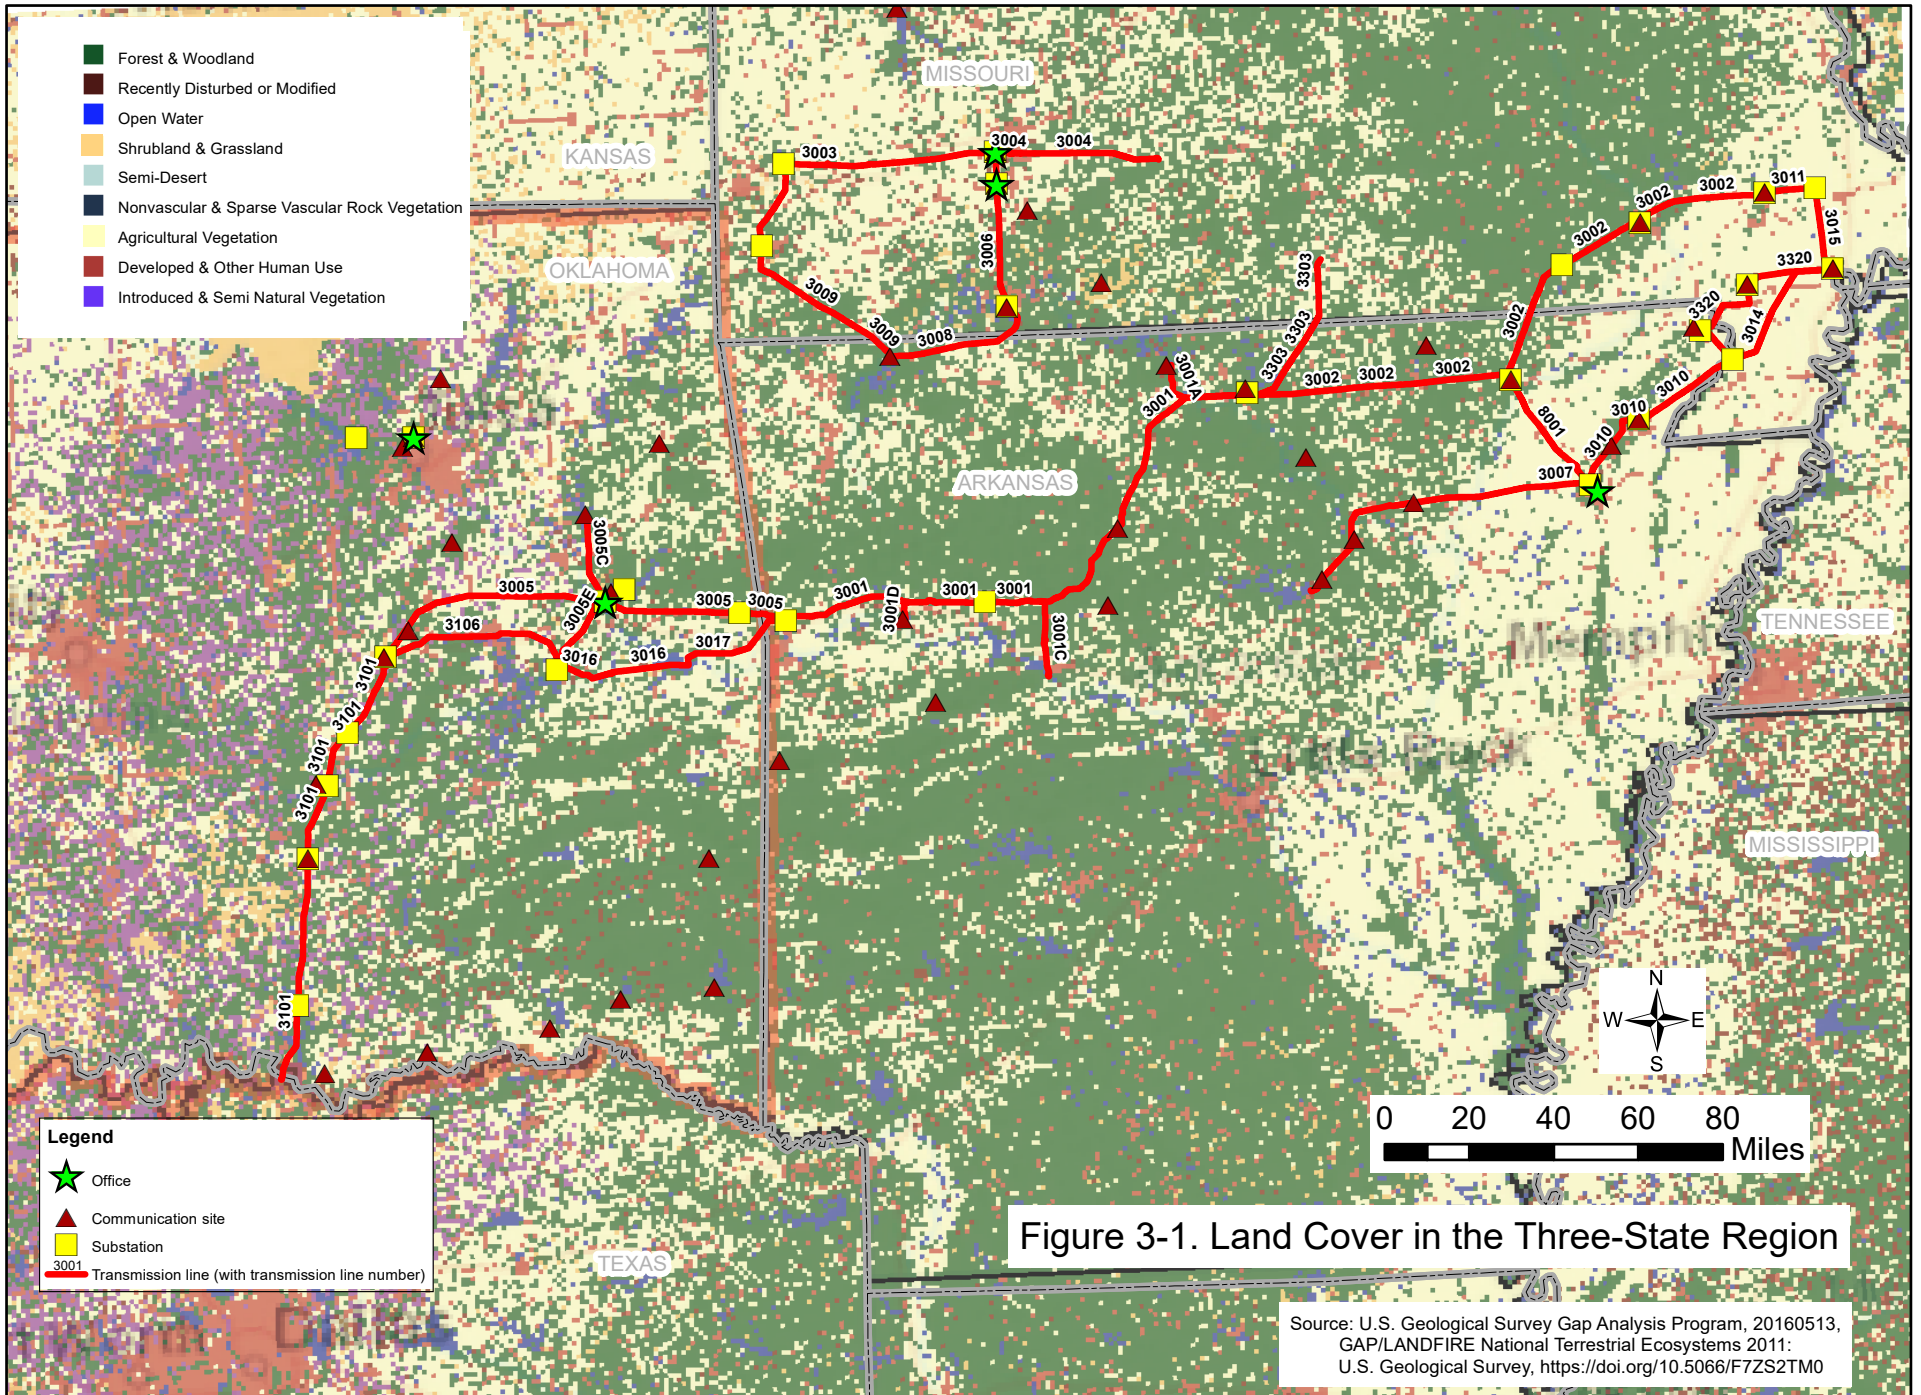 Forest & Woodland
Recently Disturbed or Modified
Open Water
Shrubland & Grassland
Semi-Desert
Nonvascular & Sparse Vascular Rock Vegetation
Agricultural Vegetation
Developed & Other Human Use
Introduced & Semi Natural Vegetation
MISSOURI
KANSAS
OKLAHOMA
ARKANSAS
TENNESSEE
MISSISSIPPI
TEXAS
Tulsa
Memphi
Little Rock
Dallas
3003
3004
3004
3006
3009
3009
3008
3303
3303
3303
3002
3002
3002
3002
3002
3002
3002
3011
3015
3320
3320
3014
3010
3010
3010
8001
3007
3001A
3001
3001
3001D
3001
3001
3001C
3005C
3005
3005E
3005
3005
3106
3016
3016
3017
3101
3101
3101
3101
3101
N
W
E
S
0 20 40 60 80
Miles
Legend
Office
Communication site
Substation
3001
Transmission line (with transmission line number)
Figure 3-1. Land Cover in the Three-State Region
Source: U.S. Geological Survey Gap Analysis Program, 20160513,
GAP/LANDFIRE National Terrestrial Ecosystems 2011:
U.S. Geological Survey, https://doi.org/10.5066/F7ZS2TM0